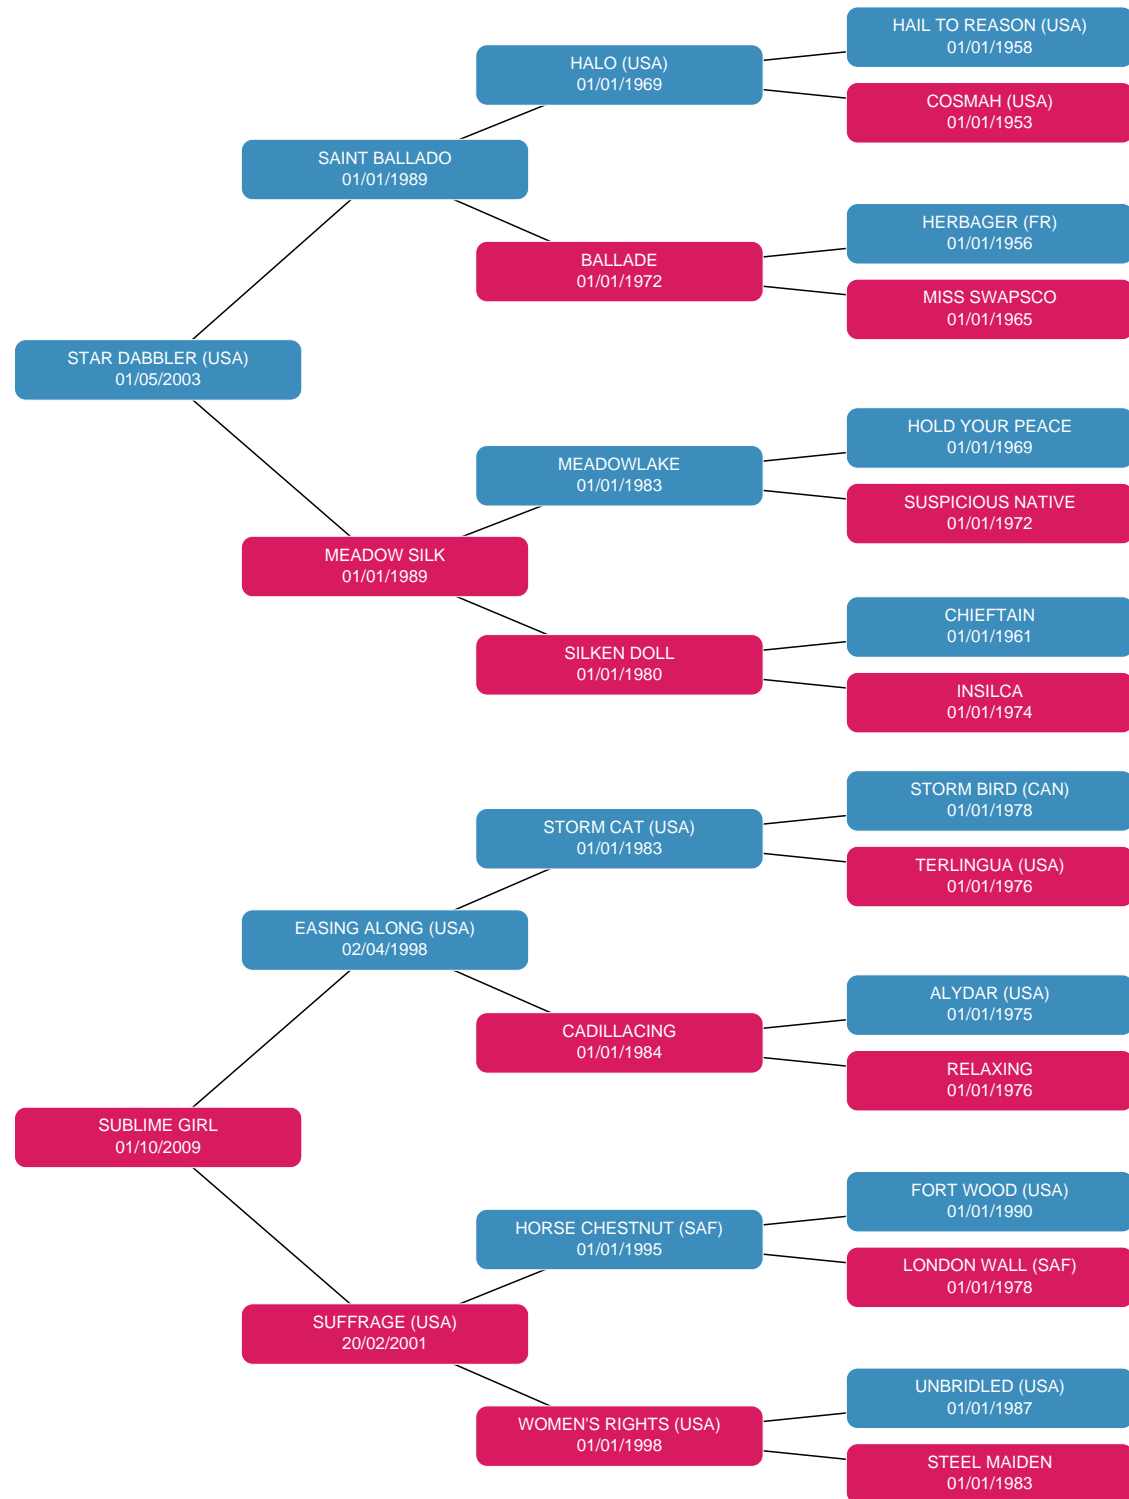 HAIL TO REASON (USA)
01/01/1958
HALO (USA)
01/01/1969
COSMAH (USA)
01/01/1953
SAINT BALLADO
01/01/1989
HERBAGER (FR)
01/01/1956
BALLADE
01/01/1972
MISS SWAPSCO
01/01/1965
STAR DABBLER (USA)
01/05/2003
HOLD YOUR PEACE
01/01/1969
MEADOWLAKE
01/01/1983
SUSPICIOUS NATIVE
01/01/1972
MEADOW SILK
01/01/1989
CHIEFTAIN
01/01/1961
SILKEN DOLL
01/01/1980
INSILCA
01/01/1974
STORM BIRD (CAN)
01/01/1978
STORM CAT (USA)
01/01/1983
TERLINGUA (USA)
01/01/1976
EASING ALONG (USA)
02/04/1998
ALYDAR (USA)
01/01/1975
CADILLACING
01/01/1984
RELAXING
01/01/1976
SUBLIME GIRL
01/10/2009
FORT WOOD (USA)
01/01/1990
HORSE CHESTNUT (SAF)
01/01/1995
LONDON WALL (SAF)
01/01/1978
SUFFRAGE (USA)
20/02/2001
UNBRIDLED (USA)
01/01/1987
WOMEN'S RIGHTS (USA)
01/01/1998
STEEL MAIDEN
01/01/1983